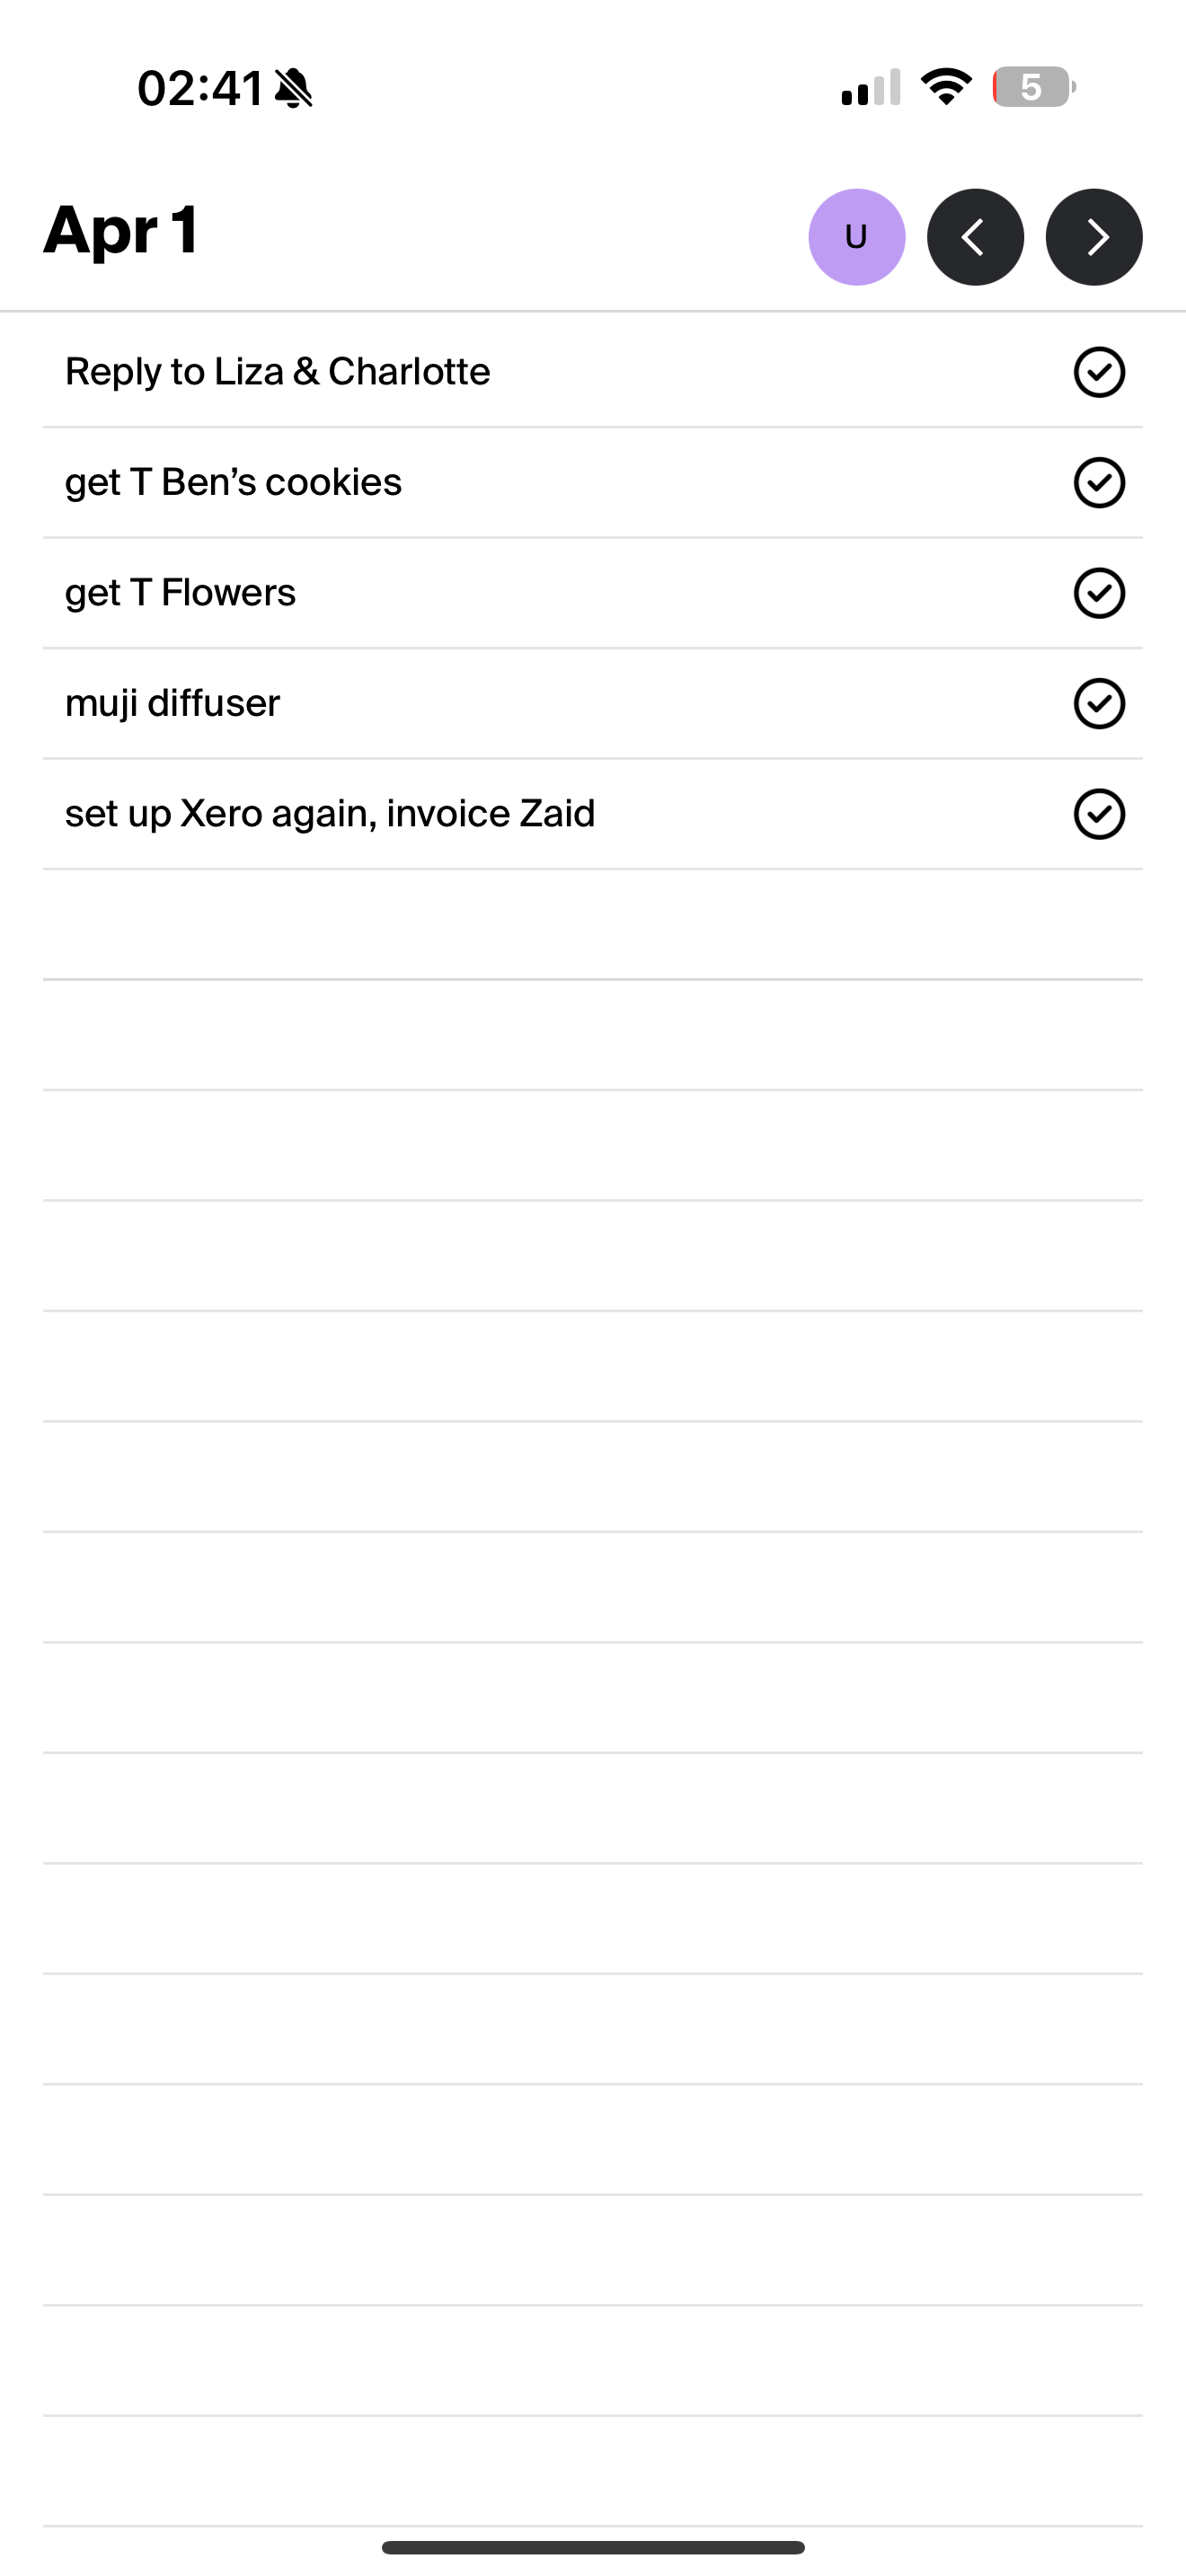 02:41
5
Apr 1
U
Reply to Liza & Charlotte
get T Ben’s cookies
get T Flowers
muji diffuser
set up Xero again, invoice Zaid